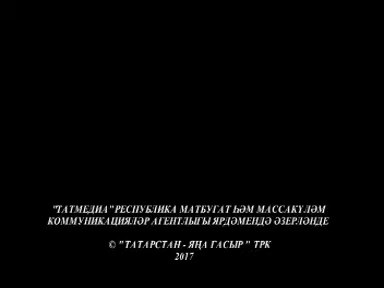 "ТАТМЕДИА" РЕСПУБЛИКА МАТБУГАТ ҺӘМ МАССАКҮЛӘМ
КОММУНИКАЦИЯЛӘР АГЕНТЛЫГЫ ЯРДӘМЕНДӘ ӘЗЕРЛӘНДЕ
© "ТАТАРСТАН - ЯҢА ГАСЫР " ТРК
2017